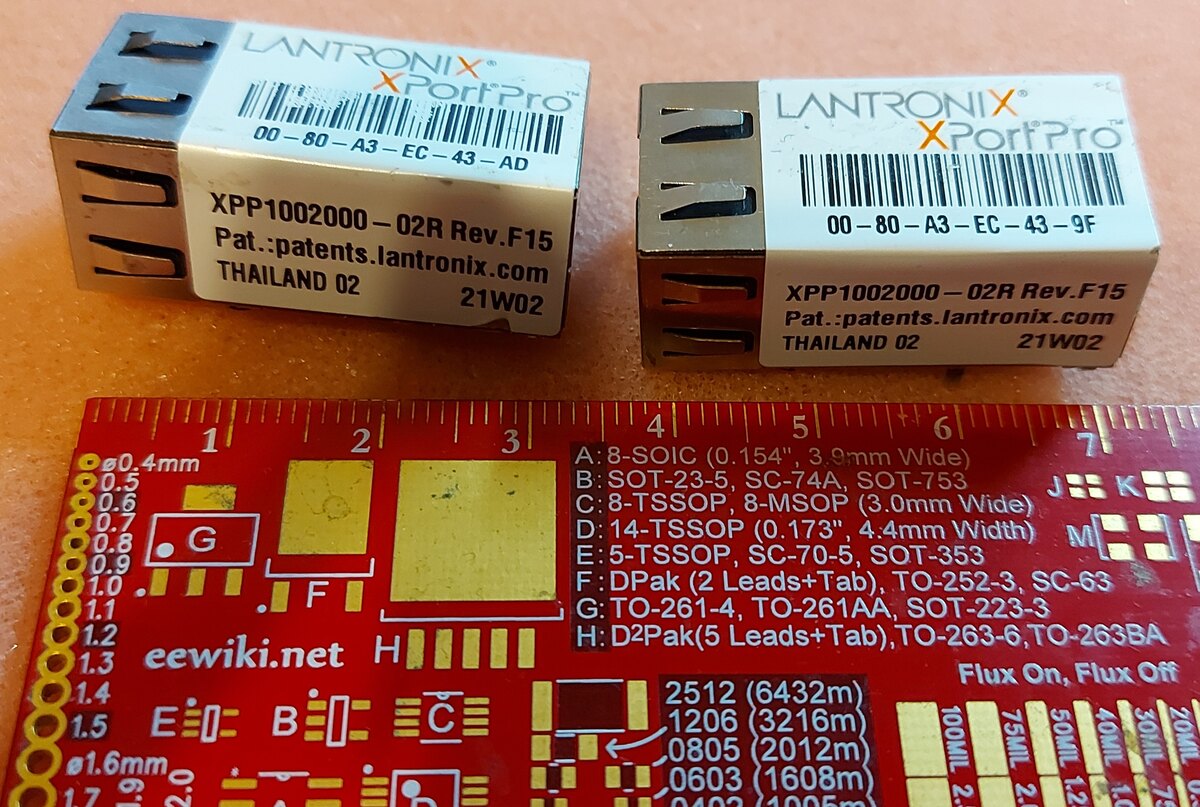 LANTRONIX®
XPortPro™
00-80-A3-EC-43-AD
XPP1002000-02R Rev.F15
Pat.:patents.lantronix.com
THAILAND 02
21W02
LANTRONIX®
XPortPro™
00-80-A3-EC-43-9F
XPP1002000-02R Rev.F15
Pat.:patents.lantronix.com
THAILAND 02
21W02
1 2 3 4 5 6 7
ø0.4mm
0.5
0.6
0.7
0.8
0.9
1.0
1.1
1.2
1.3
1.4
1.5
ø1.6mm
1.7
G
F
H
eewiki.net
A:8-SOIC (0.154", 3.9mm Wide)
B:SOT-23-5, SC-74A, SOT-753
C:8-TSSOP, 8-MSOP (3.0mm Wide)
D:14-TSSOP (0.173", 4.4mm Width)
E:5-TSSOP, SC-70-5, SOT-353
F:DPak (2 Leads+Tab), TO-252-3, SC-63
G:TO-261-4, TO-261AA, SOT-223-3
H:D²Pak(5 Leads+Tab),TO-263-6,TO-263BA
J K
M
Flux On, Flux Off
E B C
2512 (6432m)
1206 (3216m)
0805 (2012m)
0603 (1608m)
100MIL
75MIL
50MIL
40MIL
2.0